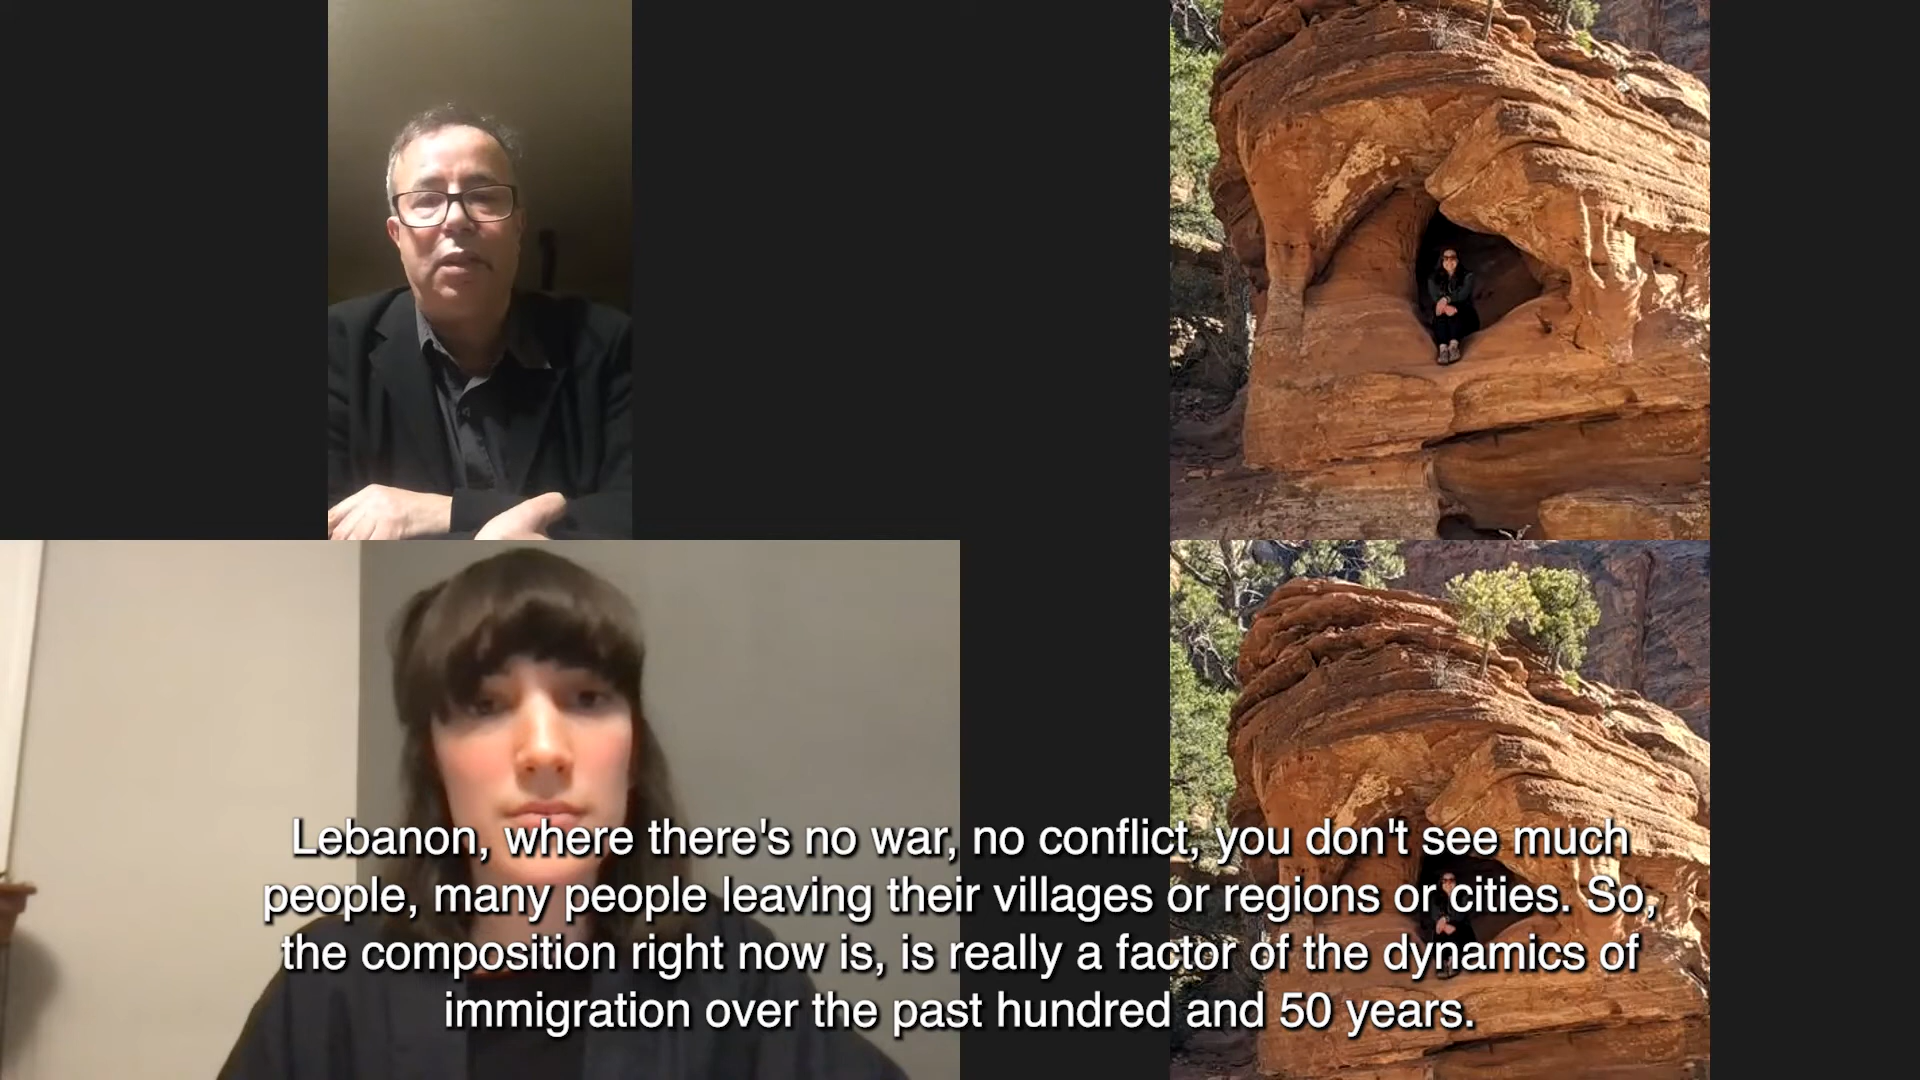 Lebanon, where there's no war, no conflict, you don't see much
people, many people leaving their villages or regions or cities. So,
the composition right now is, is really a factor of the dynamics of
immigration over the past hundred and 50 years.